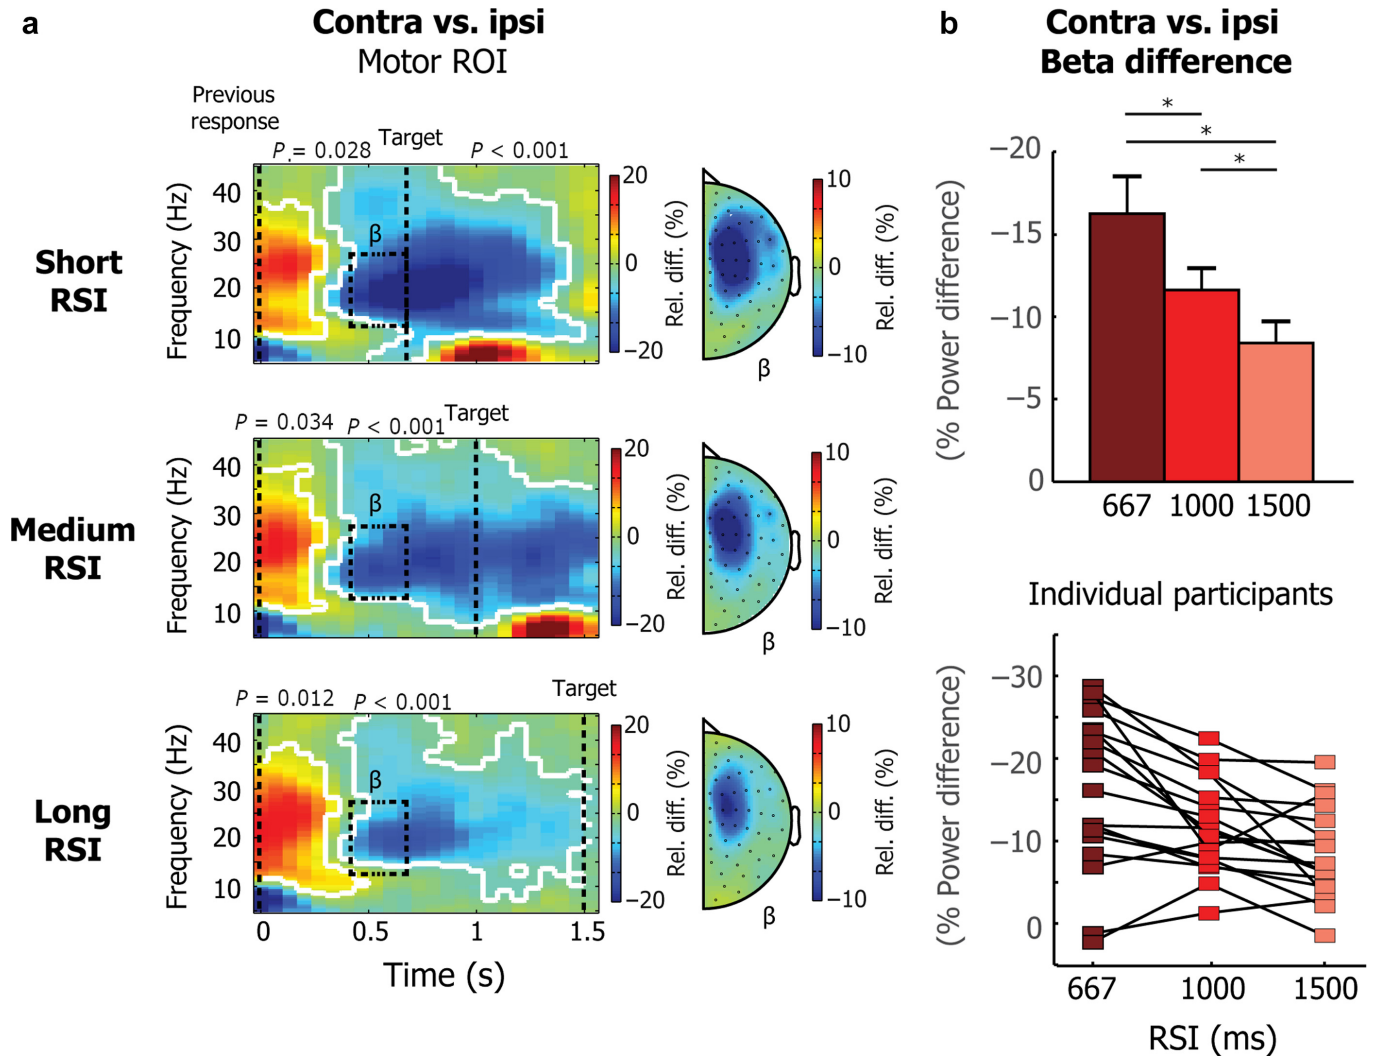 a
Contra vs. ipsi
Motor ROI
Previous
response
Target
P = 0.028
P < 0.001
Short
RSI
Frequency (Hz)
40
30
20
10
β
20
0
−20
Rel. diff. (%)
β
10
0
−10
Rel. diff. (%)
P = 0.034
P < 0.001
Target
Medium
RSI
Frequency (Hz)
40
30
20
10
β
20
0
−20
Rel. diff. (%)
β
10
0
−10
Rel. diff. (%)
P = 0.012
P < 0.001
Target
Long
RSI
Frequency (Hz)
40
30
20
10
β
20
0
−20
Rel. diff. (%)
β
10
0
−10
Rel. diff. (%)
0 0.5 1 1.5
Time (s)
b
Contra vs. ipsi
Beta difference
*
*
*
(% Power difference)
−20
−15
−10
−5
0
667 1000 1500
Individual participants
(% Power difference)
−30
−20
−10
0
667 1000 1500
RSI (ms)